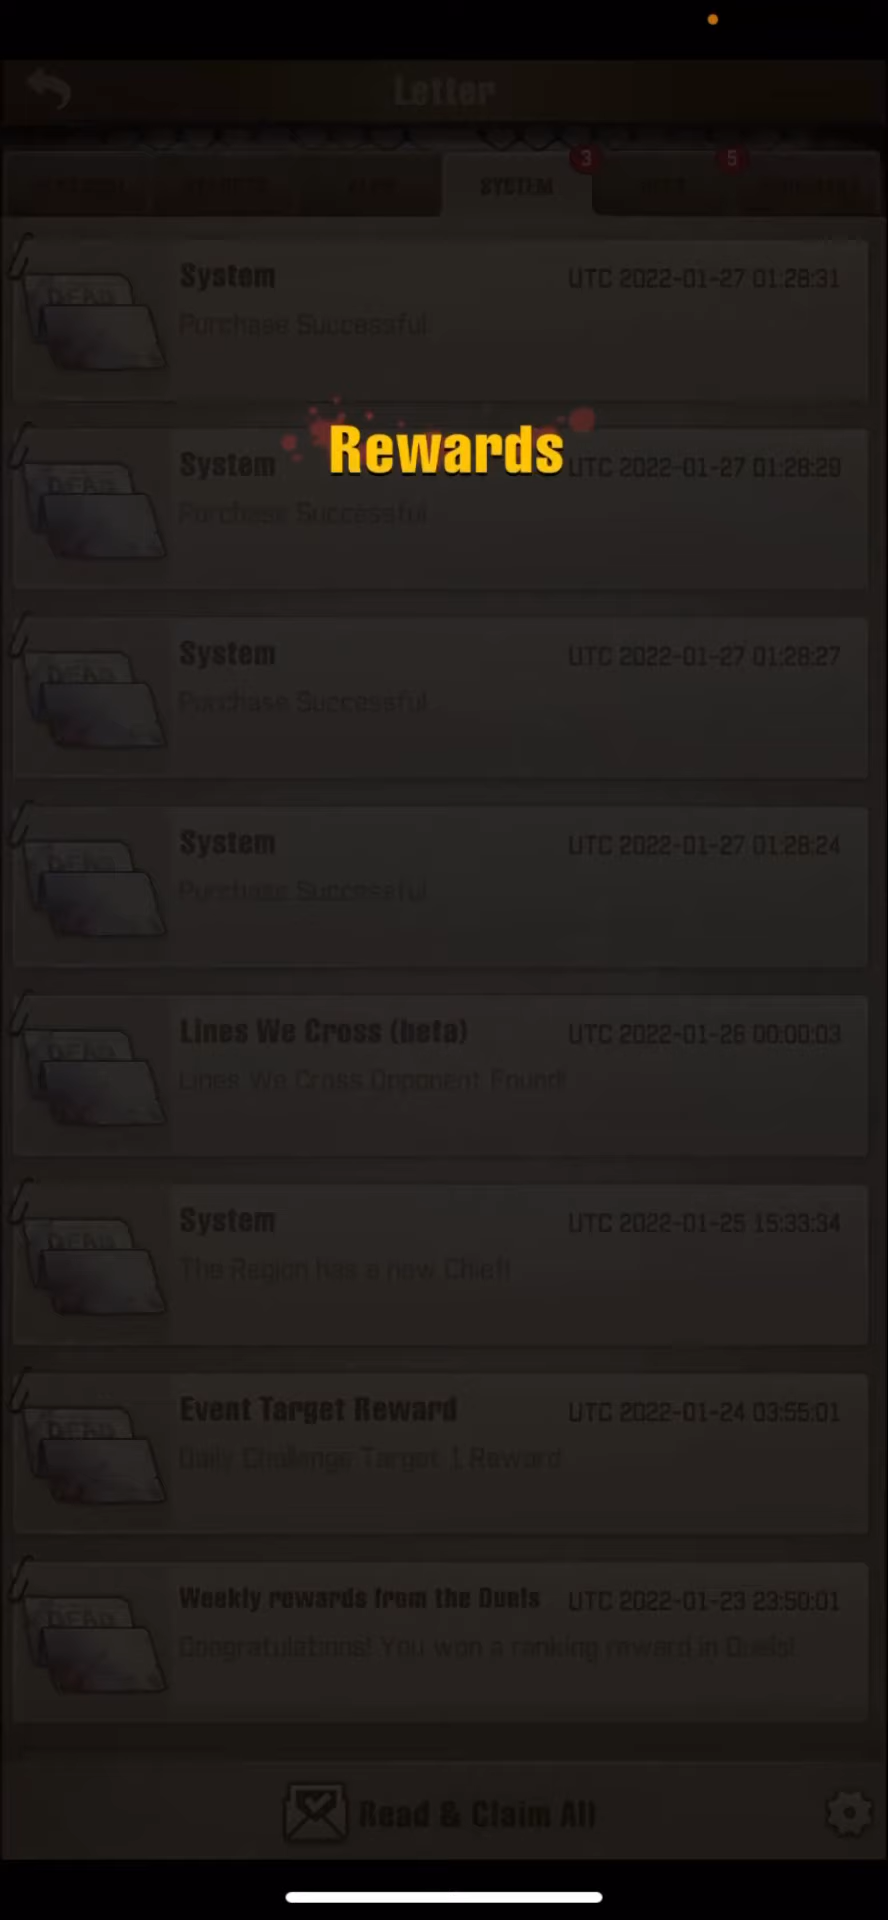 Letter
SYSTEM
3
5
System
UTC 2022-01-27 01:28:31
Purchase Successful
Rewards
System
UTC 2022-01-27 01:28:29
Purchase Successful
System
UTC 2022-01-27 01:28:27
Purchase Successful
System
UTC 2022-01-27 01:28:24
Purchase Successful
Lines We Cross (beta)
UTC 2022-01-26 00:00:03
Lines We Cross Opponent Found!
System
UTC 2022-01-25 15:33:34
The Region has a new Chief!
Event Target Reward
UTC 2022-01-24 03:55:01
Daily Challenge Target 1 Reward
Weekly rewards from the Duels
UTC 2022-01-23 23:50:01
Congratulations! You won a ranking reward in Duels!
Read & Claim All